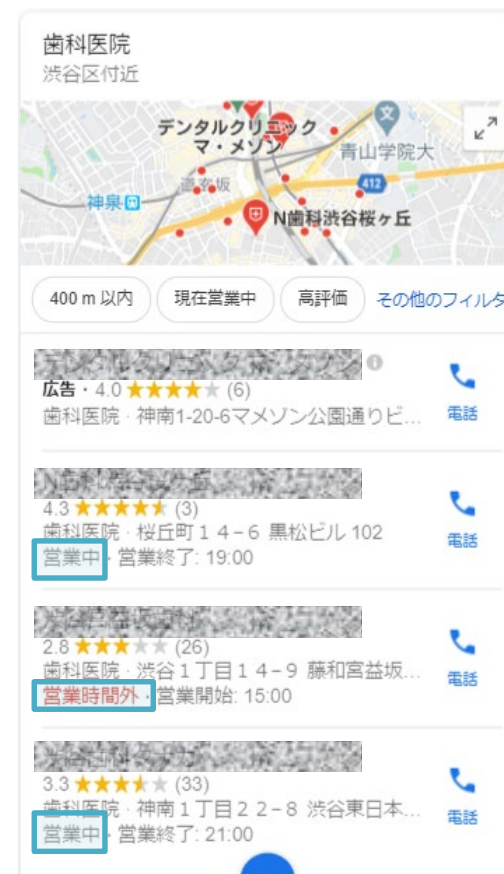 歯科医院
渋谷区付近
デンタルクリニック
マ・メゾン
青山学院大
道玄坂
412
神泉
N歯科渋谷桜ヶ丘
400 m 以内
現在営業中
高評価
その他のフィルタ
広告・4.0 (6)
歯科医院・神南1-20-6マメゾン公園通りビ...
電話
4.3 (3)
歯科医院・桜丘町14-6 黒松ビル 102
営業中・営業終了: 19:00
電話
2.8 (26)
歯科医院・渋谷1丁目14-9 藤和宮益坂...
営業時間外・営業開始: 15:00
電話
3.3 (33)
歯科医院・神南1丁目22-8 渋谷東日本...
営業中・営業終了: 21:00
電話